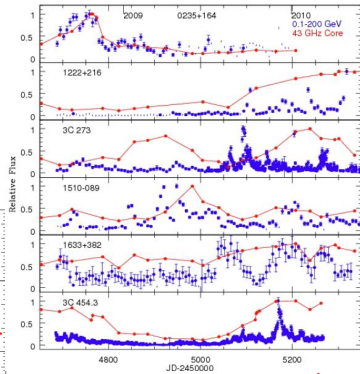 2009 0235+164 2010
0.1-200 GeV
43 GHz Core
1
0.5
0
1222+216
1
0.5
0
3C 273
1
0.5
0
1510-089
1
0.5
0
1633+382
1
0.5
0
3C 454.3
1
0.5
0
Relative Flux
4800 5000 5200
JD-2450000